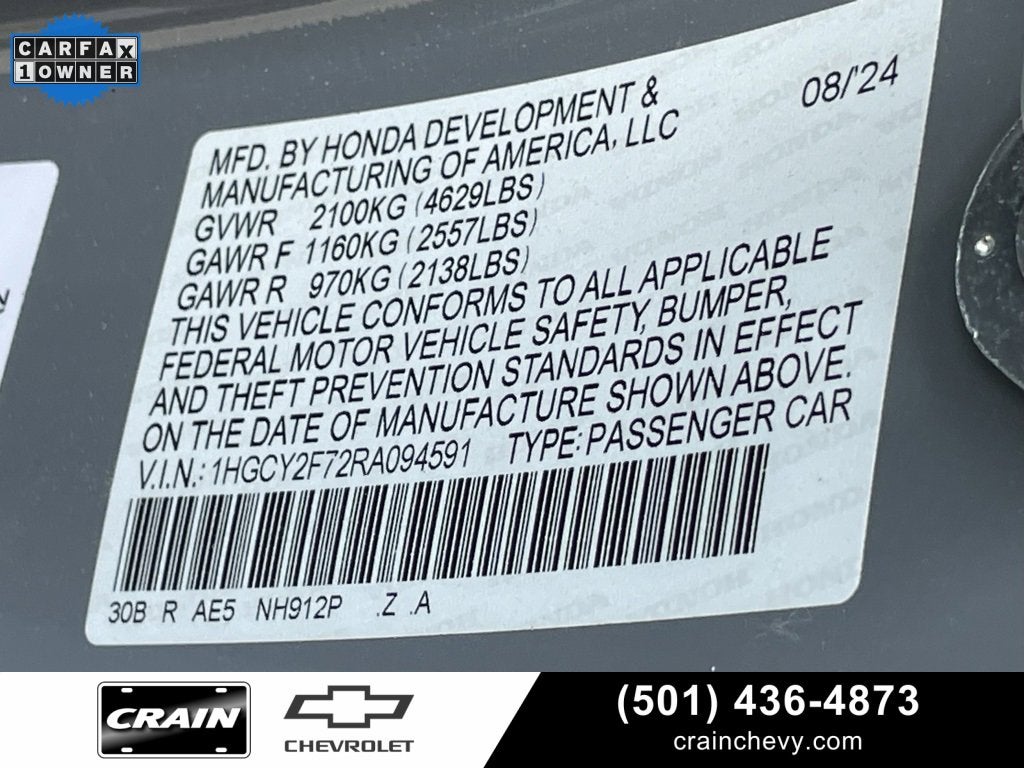 CARFAX
1 OWNER
08/'24
MFD. BY HONDA DEVELOPMENT &
MANUFACTURING OF AMERICA, LLC
GVWR 2100KG (4629LBS)
GAWR F 1160KG (2557LBS)
GAWR R 970KG (2138LBS)
THIS VEHICLE CONFORMS TO ALL APPLICABLE
FEDERAL MOTOR VEHICLE SAFETY, BUMPER,
AND THEFT PREVENTION STANDARDS IN EFFECT
ON THE DATE OF MANUFACTURE SHOWN ABOVE.
V.I.N.: 1HGCY2F72RA094591 TYPE: PASSENGER CAR
30B R AE5 NH912P .Z .A
CRAIN
CHEVROLET
(501) 436-4873
crainchevy.com